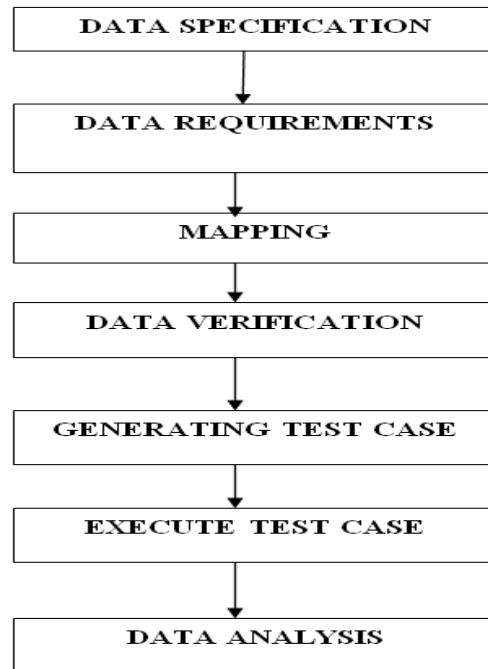 DATA SPECIFICATION
DATA REQUIREMENTS
MAPPING
DATA VERIFICATION
GENERATING TEST CASE
EXECUTE TEST CASE
DATA ANALYSIS